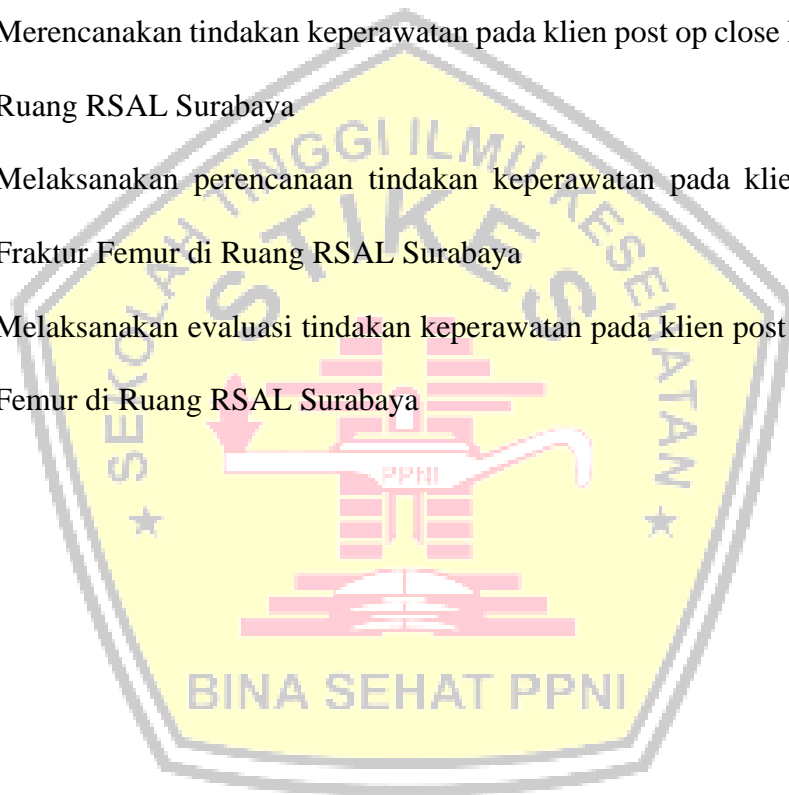 Merencanakan tindakan keperawatan pada klien post op close
Ruang RSAL Surabaya
Melaksanakan perencanaan tindakan keperawatan pada klie
Fraktur Femur di Ruang RSAL Surabaya
Melaksanakan evaluasi tindakan keperawatan pada klien post
Femur di Ruang RSAL Surabaya
SEKOLAH TINGGI ILMU KESEHATAN
STIKES
PPNI
BINA SEHAT PPNI